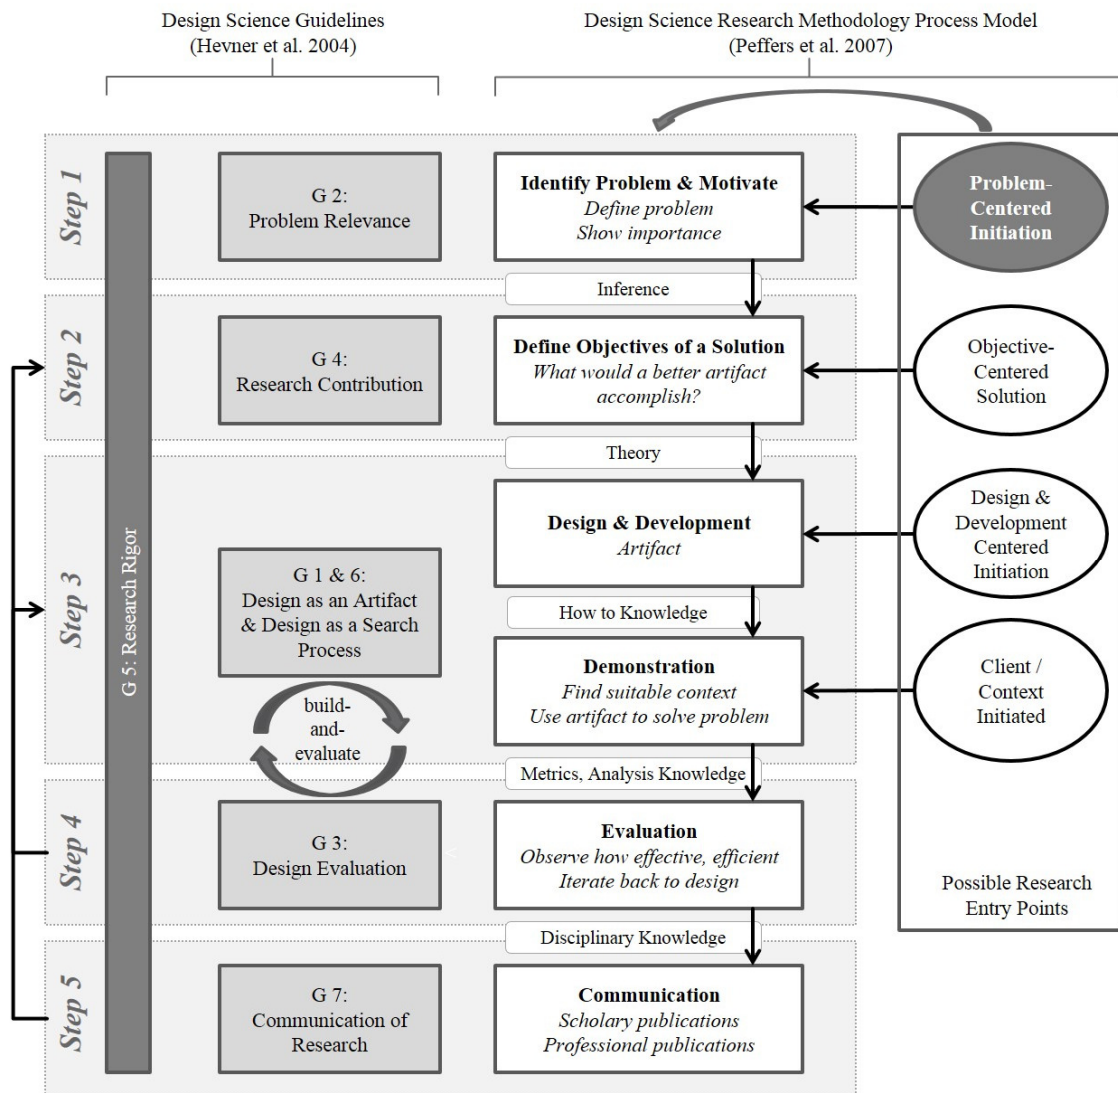 Design Science Guidelines
(Hevner et al. 2004)
Design Science Research Methodology Process Model
(Peffers et al. 2007)
Step 1
G 5: Research Rigor
G 2:
Problem Relevance
Identify Problem & Motivate
Define problem
Show importance
Problem-
Centered
Initiation
Inference
Step 2
G 4:
Research Contribution
Define Objectives of a Solution
What would a better artifact
accomplish?
Objective-
Centered
Solution
Theory
Step 3
G 1 & 6:
Design as an Artifact
& Design as a Search
Process
Design & Development
Artifact
Design &
Development
Centered
Initiation
How to Knowledge
build-
and-
evaluate
Demonstration
Find suitable context
Use artifact to solve problem
Client /
Context
Initiated
Metrics, Analysis Knowledge
Step 4
G 3:
Design Evaluation
Evaluation
Observe how effective, efficient
Iterate back to design
Possible Research
Entry Points
Disciplinary Knowledge
Step 5
G 7:
Communication of
Research
Communication
Scholary publications
Professional publications